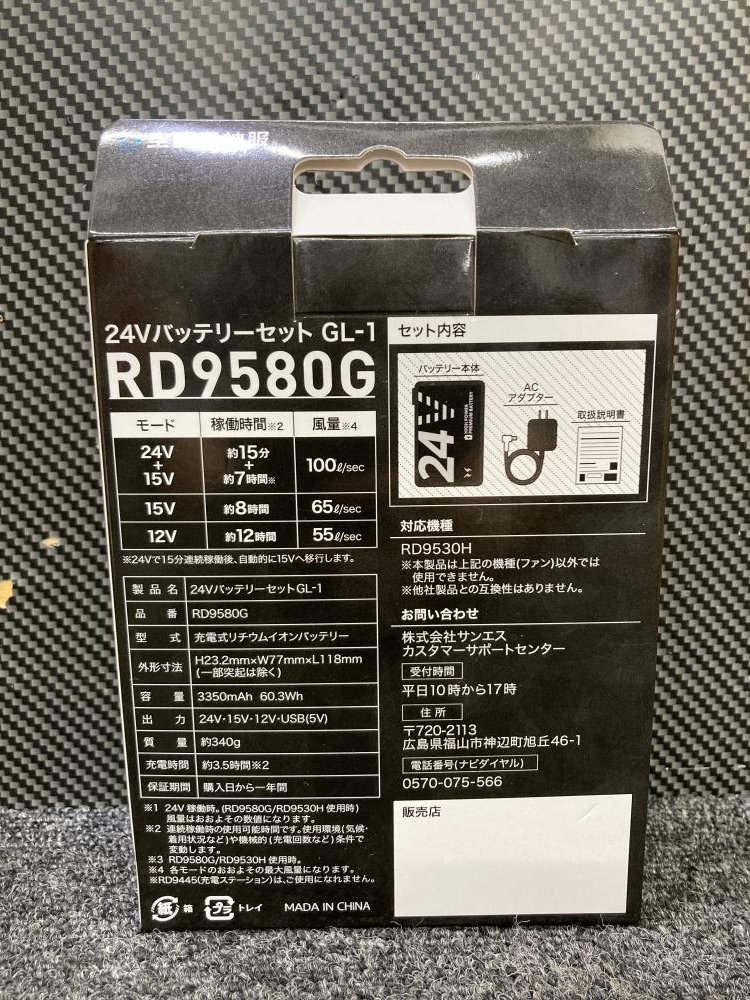 空調服
24Vバッテリーセット GL-1
RD9580G
モード 稼働時間※2 風量※4
24V+15V 約15分+約7時間※ 100ℓ/sec
15V 約8時間 65ℓ/sec
12V 約12時間 55ℓ/sec
※24Vで15分連続稼働後、自動的に15Vへ移行します。
製品名 24VバッテリーセットGL-1
品番 RD9580G
型式 充電式リチウムイオンバッテリー
外形寸法 H23.2mm×W77mm×L118mm
(一部突起は除く)
容量 3350mAh 60.3Wh
出力 24V・15V・12V・USB(5V)
質量 約340g
充電時間 約3.5時間※2
保証期間 購入日から一年間
※1 24V 稼働時。(RD9580G/RD9530H 使用時)
風量はおおよその数値になります。
※2 連続稼働時の使用可能時間です。使用環境(気候・
着用状況など)や機械的(充電回数など)条件で
変動します。
※3 RD9580G/RD9530H 使用時。
※4 各モードのおおよその最大風量になります。
※RD9445(充電ステーション)は、ご使用になれません。
紙 箱 プラ トレイ MADE IN CHINA
セット内容
バッテリー本体
AC
アダプター
取扱説明書
24V
HIGH POWER
PREMIUM BATTERY
対応機種
RD9530H
※本製品は上記の機種(ファン)以外では
使用できません。
※他社製品との互換性はありません。
お問い合わせ
株式会社サンエス
カスタマーサポートセンター
受付時間
平日10時から17時
住所
〒720-2113
広島県福山市神辺町旭丘46-1
電話番号(ナビダイヤル)
0570-075-566
販売店